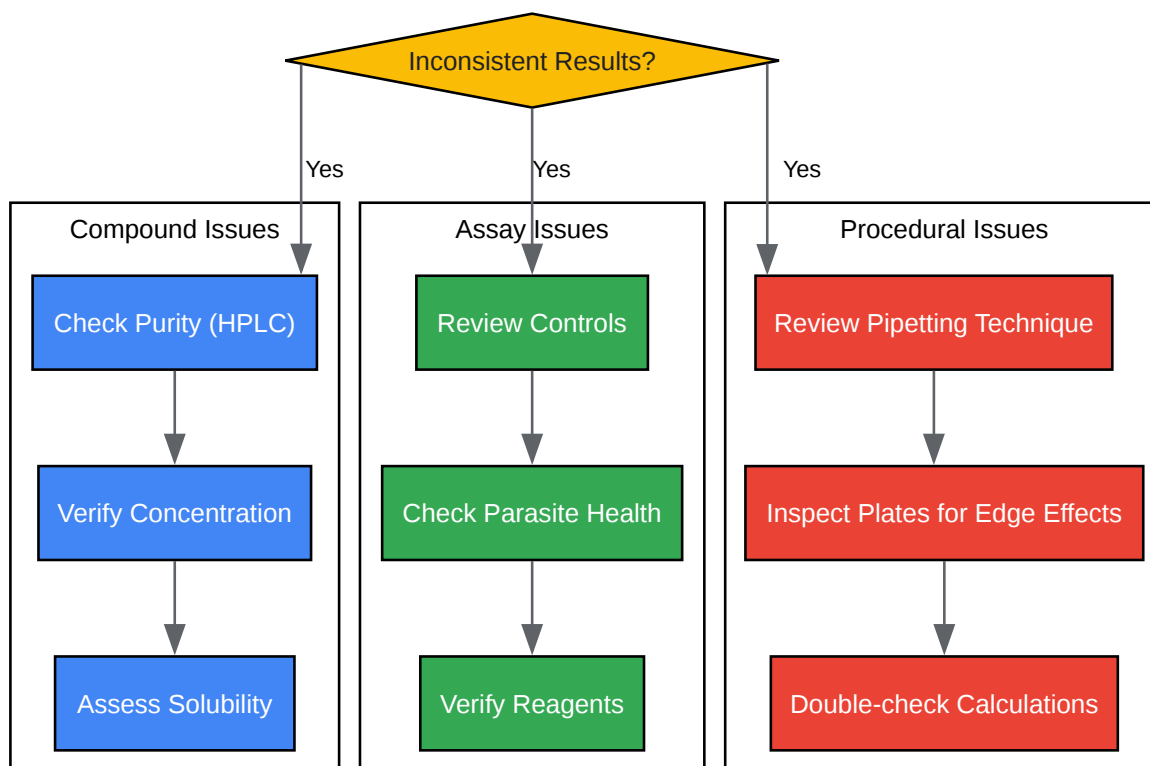 Inconsistent Results?
Yes
Yes
Yes
Compound Issues
Assay Issues
Procedural Issues
Check Purity (HPLC)
Review Controls
Review Pipetting Technique
Verify Concentration
Check Parasite Health
Inspect Plates for Edge Effects
Assess Solubility
Verify Reagents
Double-check Calculations